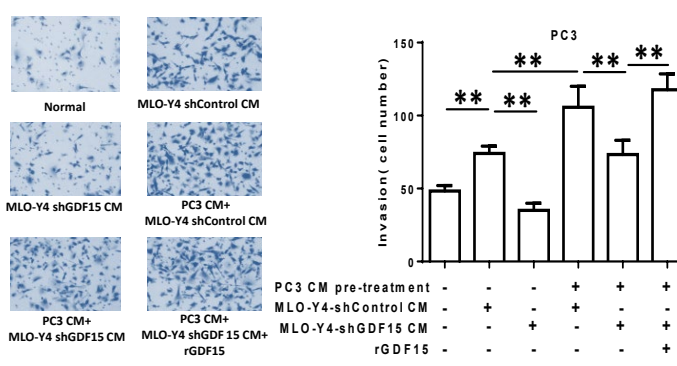 Normal
MLO-Y4 shControl CM
MLO-Y4 shGDF15 CM
PC3 CM+
MLO-Y4 shControl CM
PC3 CM+
MLO-Y4 shGDF15 CM
PC3 CM+
MLO-Y4 shGDF15 CM+
rGDF15
PC3
Invasion( cell number)
150
100
50
0
** ** ** ** **
PC3 CM pre-treatment - - - + + +
MLO-Y4-shControl CM - + - + - -
MLO-Y4-shGDF15 CM - - + - + +
rGDF15 - - - - - +